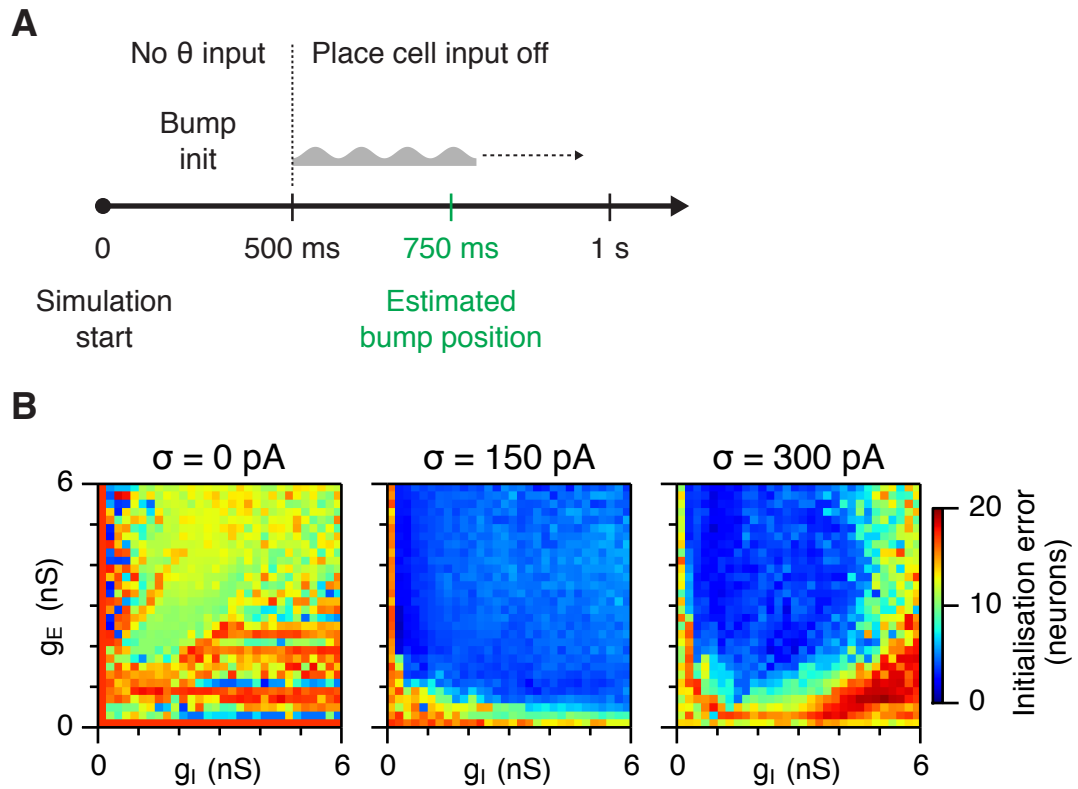 A
No θ input
Place cell input off
Bump
init
0
500 ms
750 ms
1 s
Simulation
start
Estimated
bump position
B
σ = 0 pA
σ = 150 pA
σ = 300 pA
6
0
gE (nS)
0
6
gI (nS)
0
6
gI (nS)
0
6
gI (nS)
20
10
0
Initialisation error
(neurons)